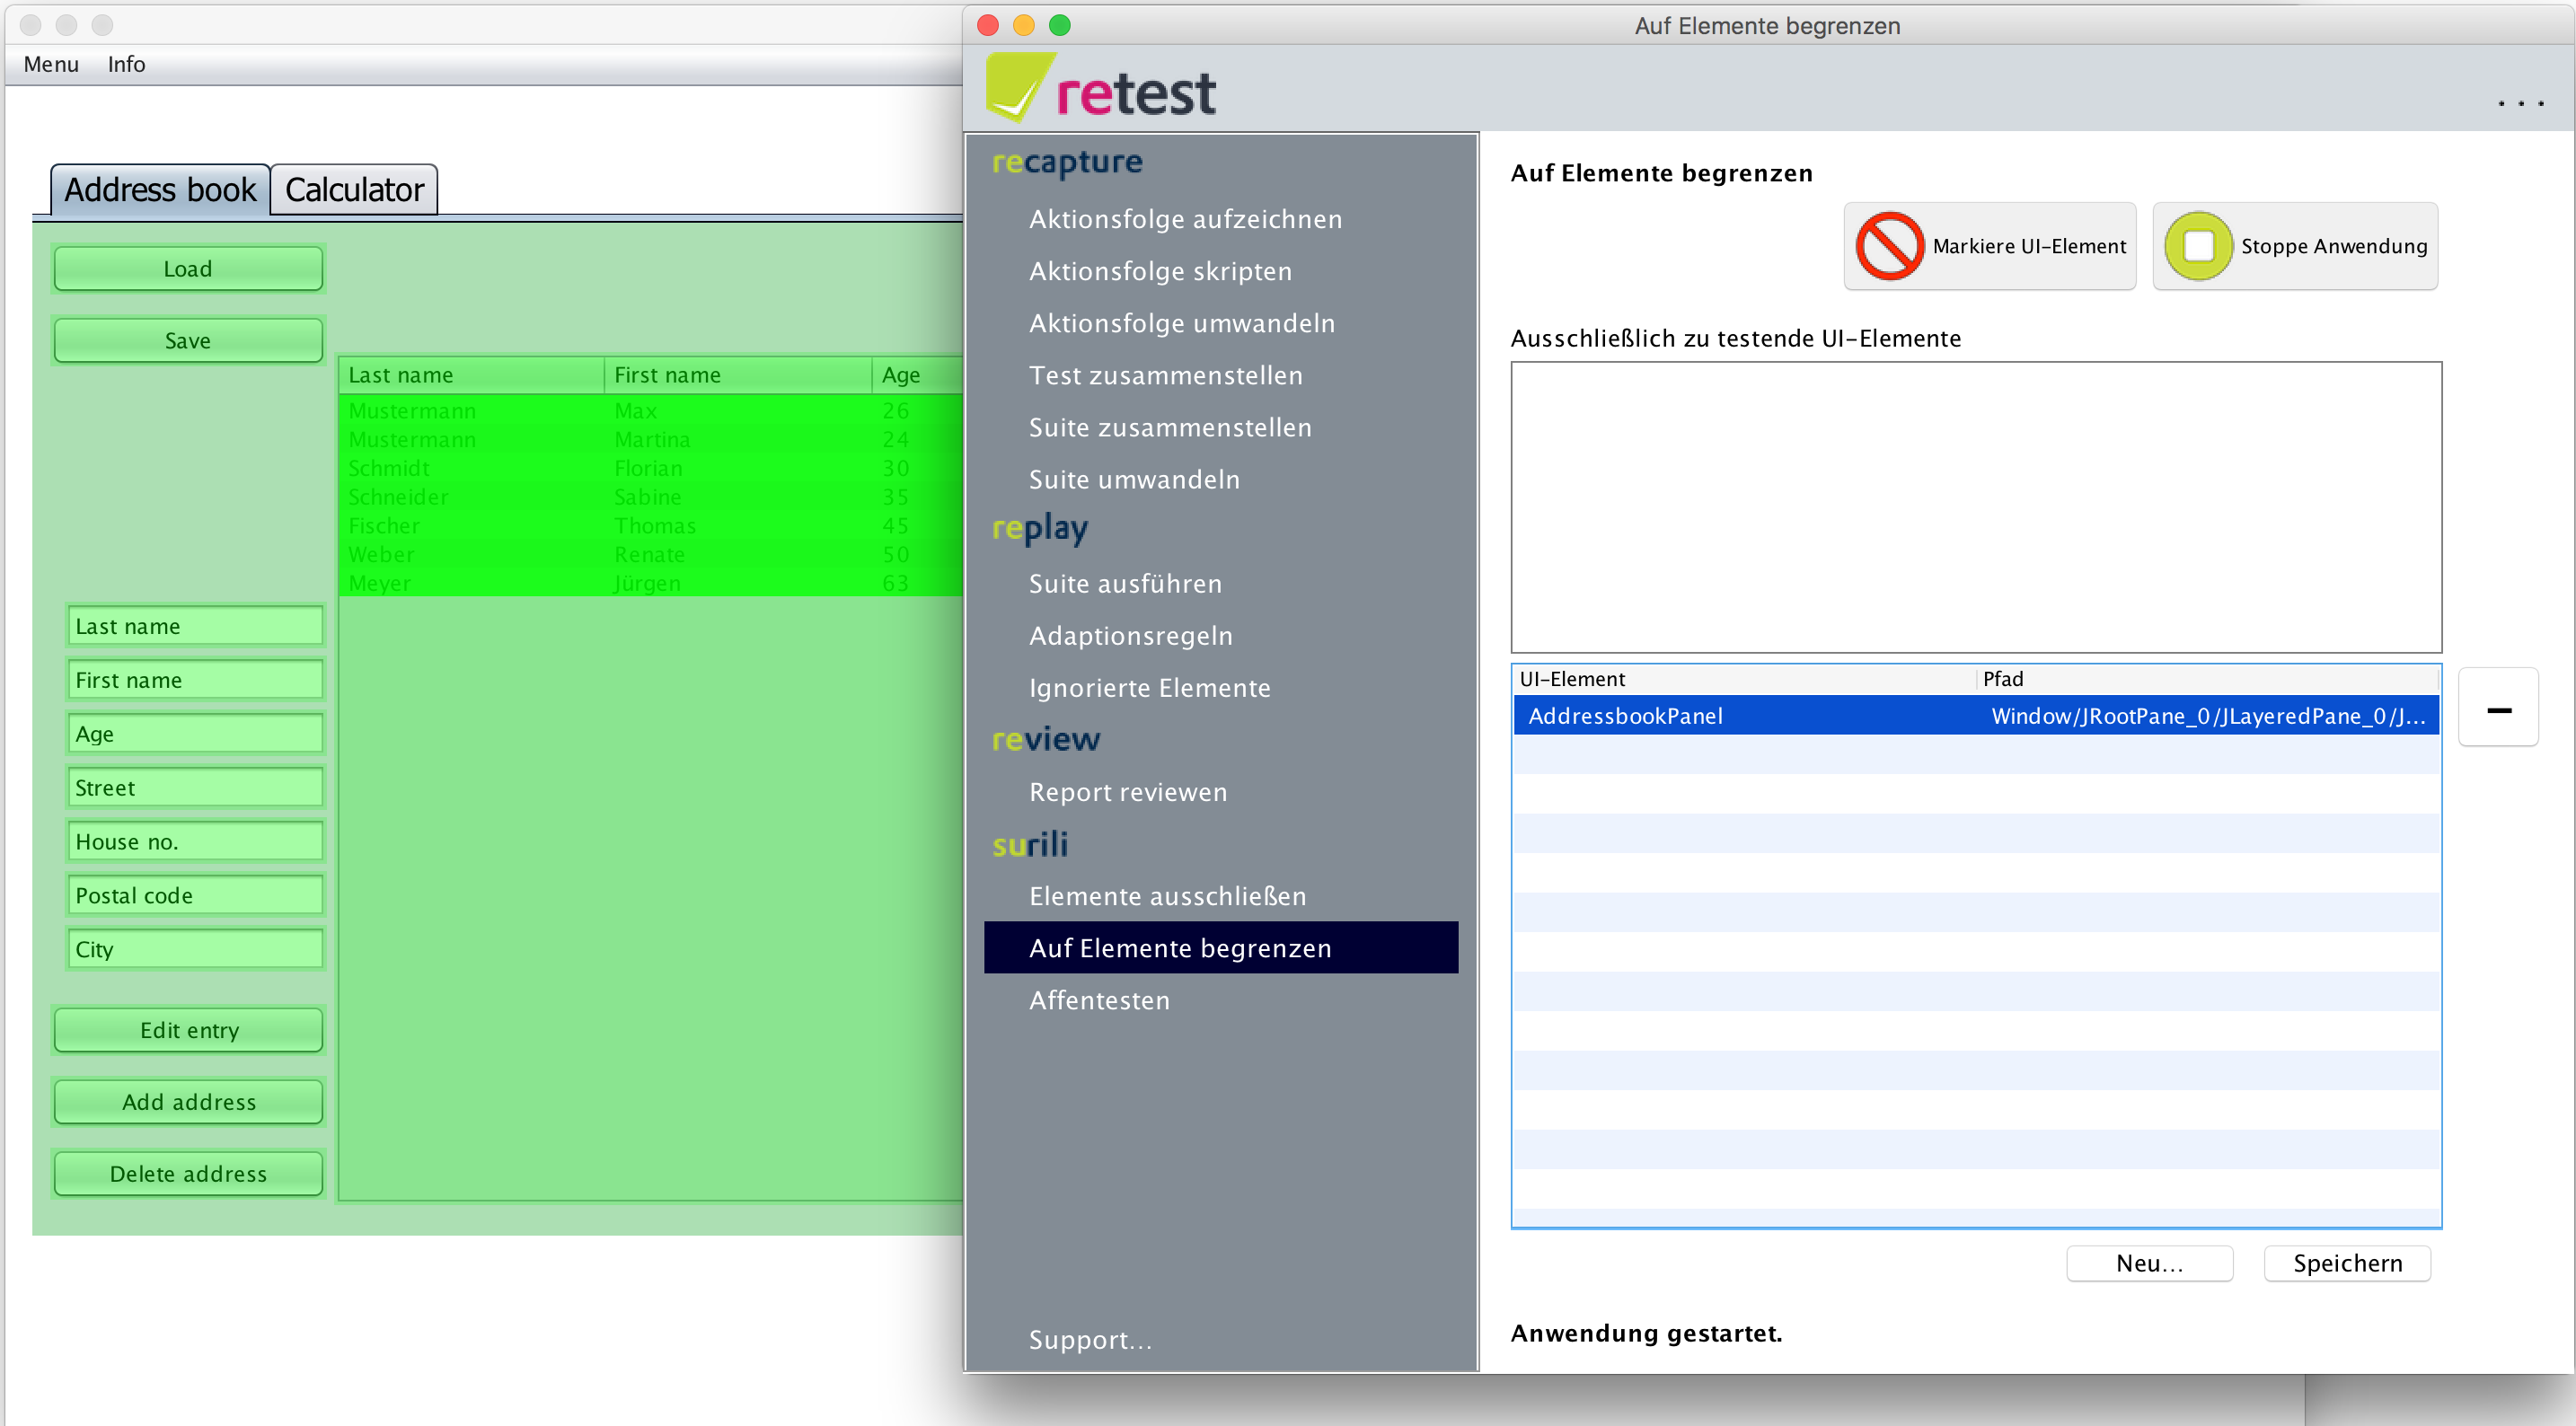 Menu Info
Address book Calculator
Load
Save
Last name First name Age
Mustermann Max 26
Mustermann Martina 24
Schmidt Florian 30
Schneider Sabine 35
Fischer Thomas 45
Weber Renate 50
Meyer Jürgen 63
Last name
First name
Age
Street
House no.
Postal code
City
Edit entry
Add address
Delete address
Auf Elemente begrenzen
retest
...
recapture
Aktionsfolge aufzeichnen
Aktionsfolge skripten
Aktionsfolge umwandeln
Test zusammenstellen
Suite zusammenstellen
Suite umwandeln
replay
Suite ausführen
Adaptionsregeln
Ignorierte Elemente
review
Report reviewen
surili
Elemente ausschließen
Auf Elemente begrenzen
Affentesten
Support...
Auf Elemente begrenzen
Markiere UI-Element Stoppe Anwendung
Ausschließlich zu testende UI-Elemente
UI-Element Pfad
AddressbookPanel Window/JRootPane_0/JLayeredPane_0/J...
Neu... Speichern
Anwendung gestartet.